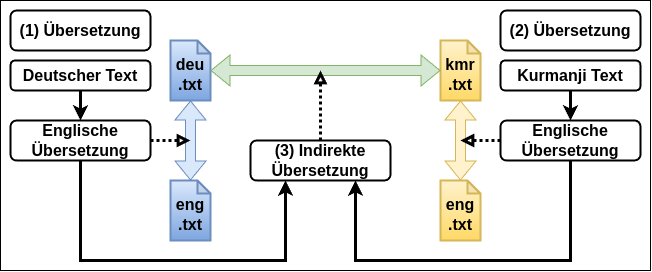 (1) Übersetzung
Deutscher Text
Englische
Übersetzung
deu
.txt
eng
.txt
(3) Indirekte
Übersetzung
kmr
.txt
eng
.txt
(2) Übersetzung
Kurmanji Text
Englische
Übersetzung